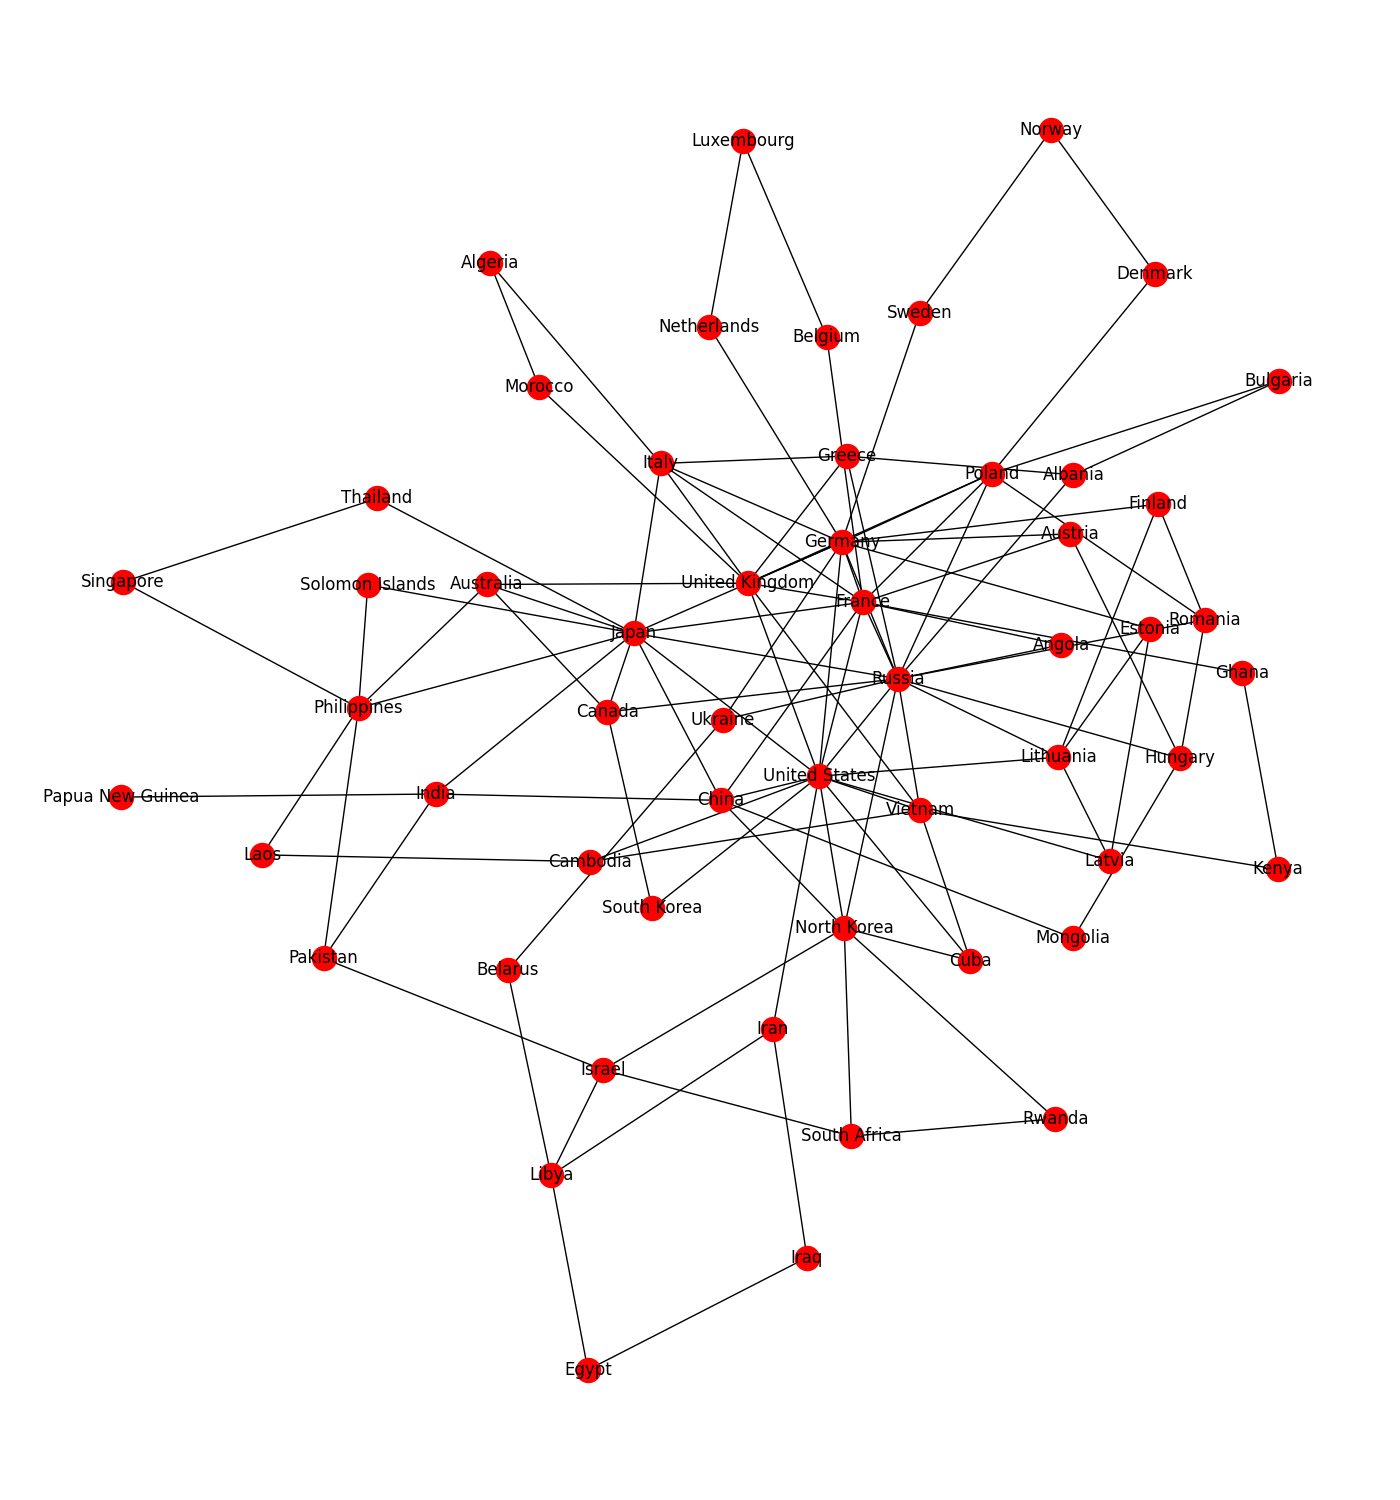 Norway
Luxembourg
Algeria
Denmark
Sweden
Netherlands
Belgium
Bulgaria
Morocco
Greece
Italy
Poland
Albania
Thailand
Finland
Austria
Germany
Singapore
Solomon Islands
Australia
United Kingdom
France
Romania
Estonia
Japan
Angola
Ghana
Russia
Philippines
Canada
Ukraine
Lithuania
Hungary
United States
India
Papua New Guinea
China
Vietnam
Laos
Cambodia
Latvia
Kenya
South Korea
North Korea
Mongolia
Pakistan
Cuba
Belarus
Iran
Israel
Rwanda
South Africa
Libya
Iraq
Egypt